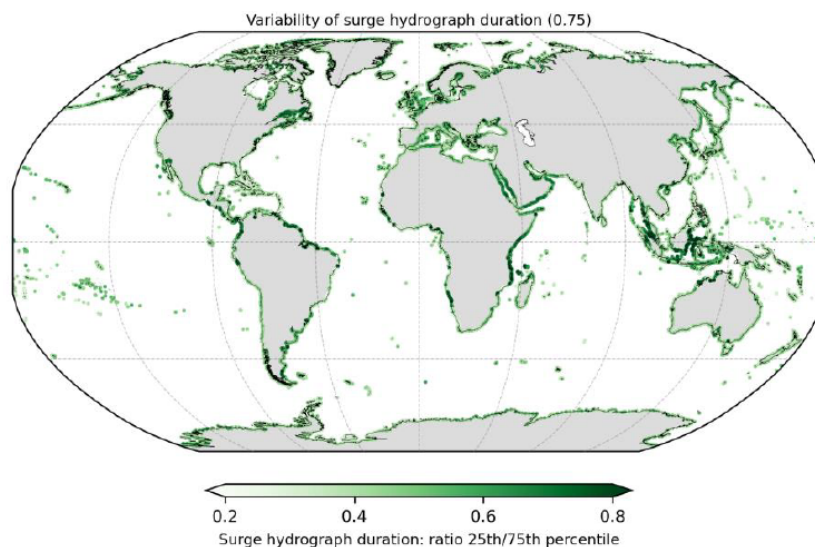 Variability of surge hydrograph duration (0.75)
0.2 0.4 0.6 0.8
Surge hydrograph duration: ratio 25th/75th percentile